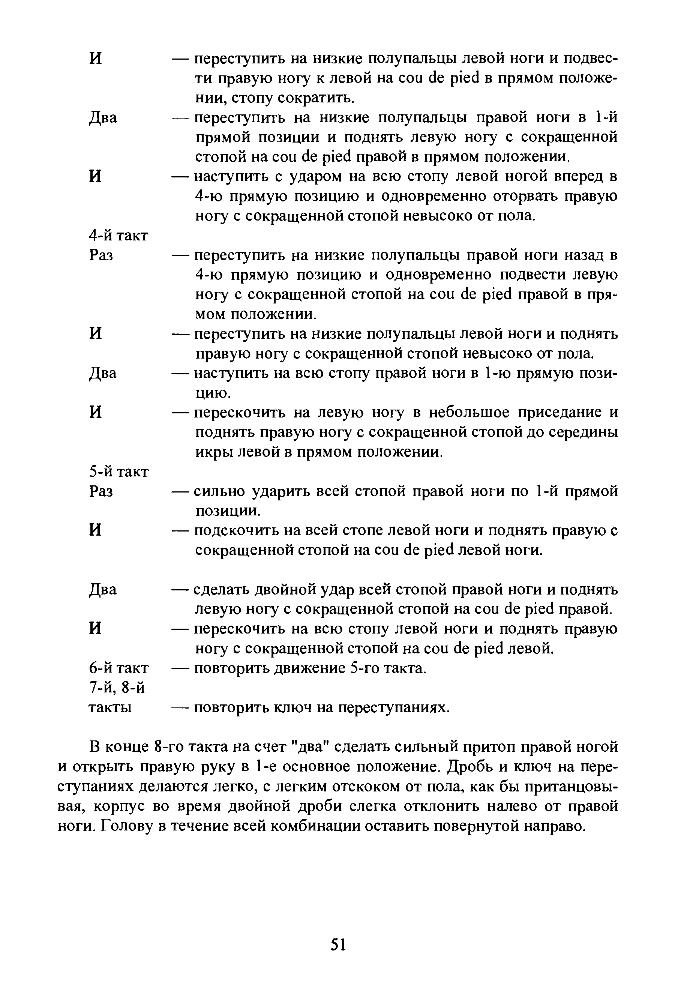 И — переступить на низкие полупальцы левой ноги и подвес-
ти правую ногу к левой на cou de pied в прямом положе-
нии, стопу сократить.
Два — переступить на низкие полупальцы правой ноги в 1-й
прямой позиции и поднять левую ногу с сокращенной
стопой на cou de pied правой в прямом положении.
И — наступить с ударом на всю стопу левой ногой вперед в
4-ю прямую позицию и одновременно оторвать правую
ногу с сокращенной стопой невысоко от пола.
4-й такт
Раз — переступить на низкие полупальцы правой ноги назад в
4-ю прямую позицию и одновременно подвести левую
ногу с сокращенной стопой на cou de pied правой в пря-
мом положении.
И — переступить на низкие полупальцы левой ноги и поднять
правую ногу с сокращенной стопой невысоко от пола.
Два — наступить на всю стопу правой ноги в 1-ю прямую пози-
цию.
И — перескочить на левую ногу в небольшое приседание и
поднять правую ногу с сокращенной стопой до середины
икры левой в прямом положении.
5-й такт
Раз — сильно ударить всей стопой правой ноги по 1-й прямой
позиции.
И — подскочить на всей стопе левой ноги и поднять правую с
сокращенной стопой на cou de pied левой ноги.
Два — сделать двойной удар всей стопой правой ноги и поднять
левую ногу с сокращенной стопой на cou de pied правой.
И — перескочить на всю стопу левой ноги и поднять правую
ногу с сокращенной стопой на cou de pied левой.
6-й такт — повторить движение 5-го такта.
7-й, 8-й
такты — повторить ключ на переступаниях.
В конце 8-го такта на счет "два" сделать сильный притоп правой ногой
и открыть правую руку в 1-е основное положение. Дробь и ключ на пере-
ступаниях делаются легко, с легким отскоком от пола, как бы пританцовы-
вая, корпус во время двойной дроби слегка отклонить налево от правой
ноги. Голову в течение всей комбинации оставить повернутой направо.
51